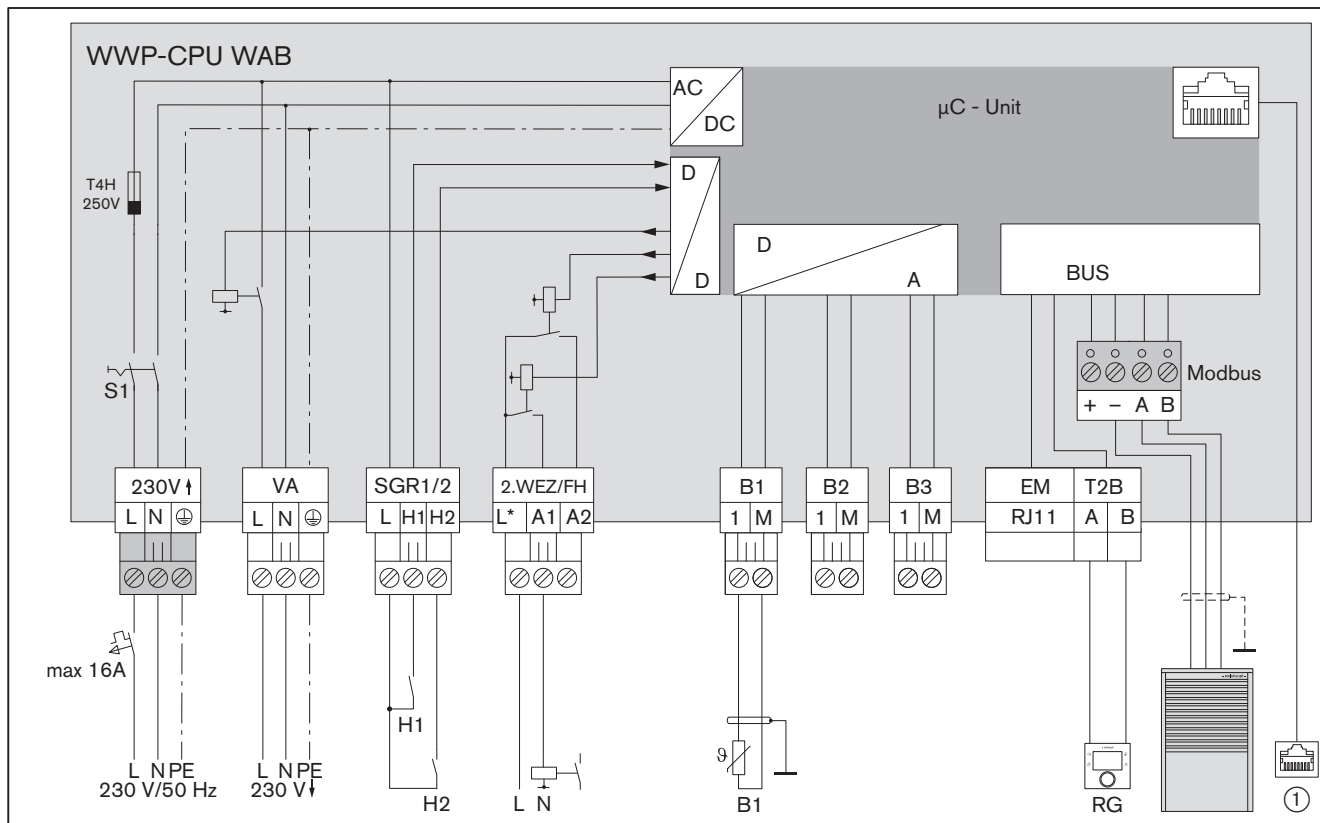 WWP-CPU WAB
AC
DC
µC - Unit
T4H
250V
D
D
D
A
BUS
S1
Modbus
+ − A B
230V
VA
SGR1/2
2.WEZ/FH
B1
B2
B3
EM
T2B
L N
L N
L H1 H2
L* A1 A2
1 M
1 M
1 M
RJ11
A B
max 16A
H1
ϑ
L N PE
230 V/50 Hz
L N PE
230 V
H2
L N
B1
RG
①